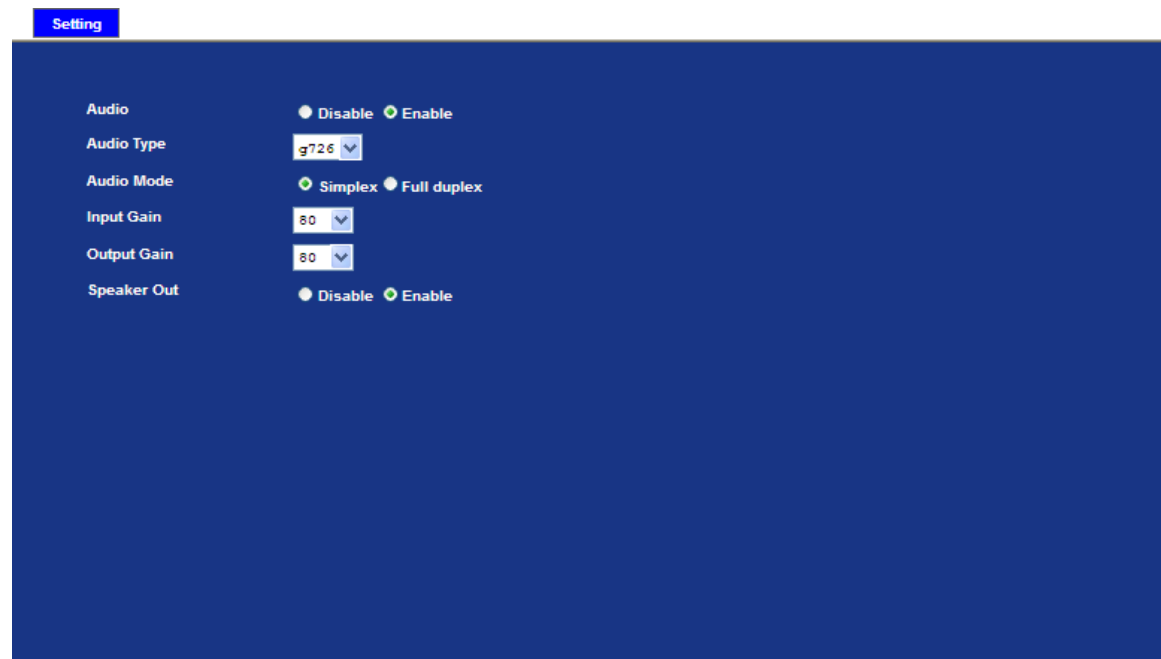 Setting
Audio Disable Enable
Audio Type g726
Audio Mode Simplex Full duplex
Input Gain 80
Output Gain 80
Speaker Out Disable Enable